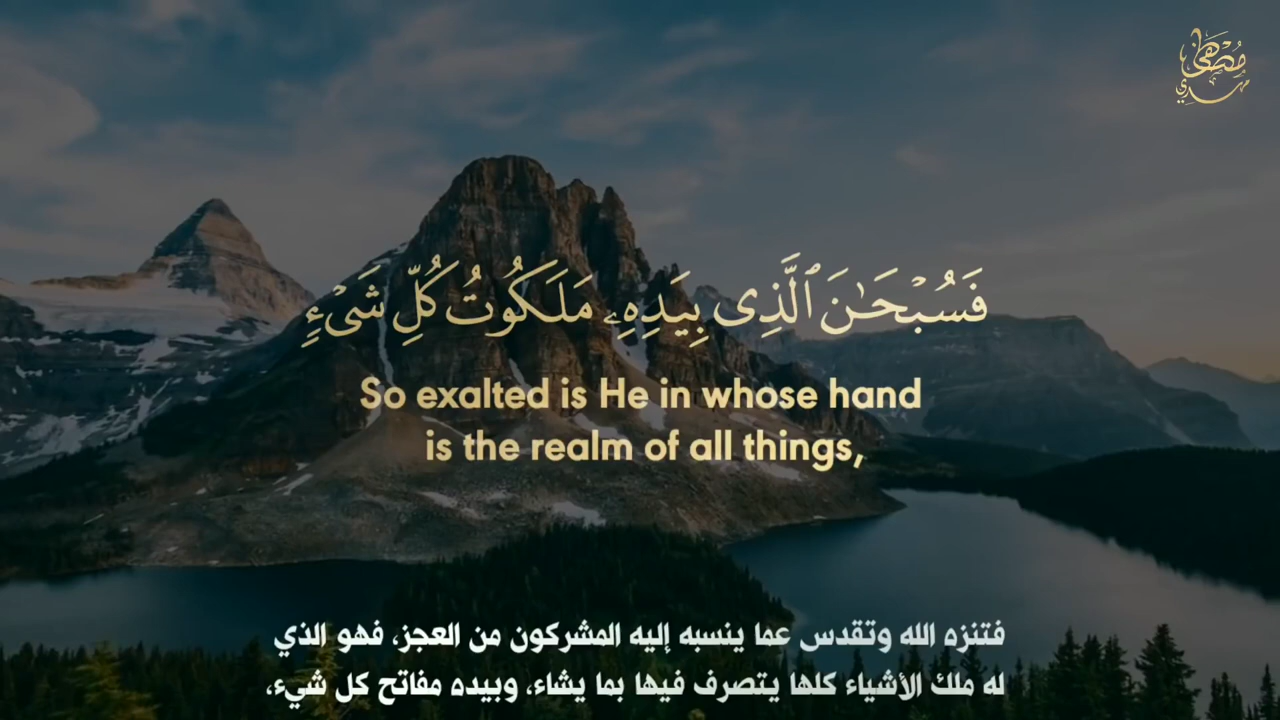 مصطفى
مهدي
فَسُبْحَـٰنَ ٱلَّذِى بِيَدِهِۦ مَلَكُوتُ كُلِّ شَىْءٍۢ
So exalted is He in whose hand
is the realm of all things,
فتنزه الله وتقدس عما ينسبه إليه المشركون من العجز، فهو الذي
له ملك الأشياء كلها يتصرف فيها بما يشاء، وبيده مفاتح كل شيء،